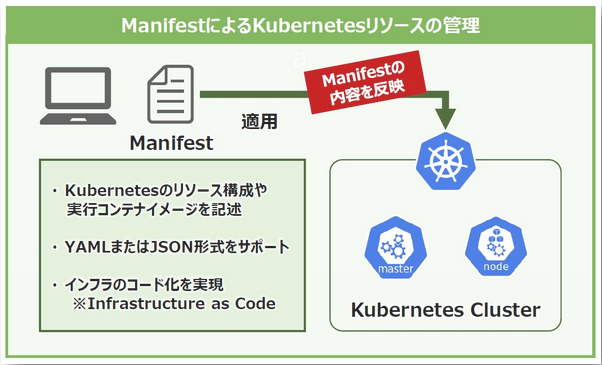 ManifestによるKubernetesリソースの管理
Manifestの
内容を反映
適用
Manifest
・Kubernetesのリソース構成や
実行コンテナイメージを記述
・YAMLまたはJSON形式をサポート
・インフラのコード化を実現
※Infrastructure as Code
master
node
Kubernetes Cluster